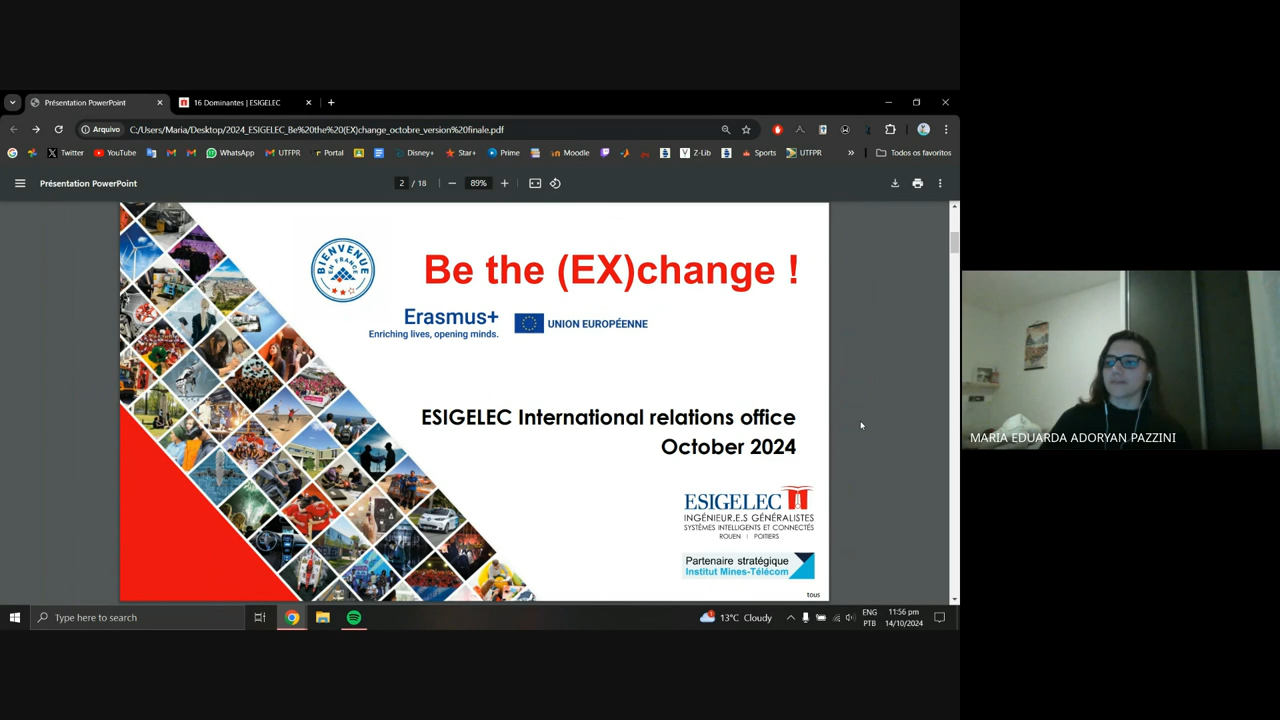 Présentation PowerPoint
16 Dominantes | ESIGELEC
Arquivo
C:/Users/Maria/Desktop/2024_ESIGELEC_Be%20the%20(EX)change_octobre_version%20finale.pdf
Twitter YouTube WhatsApp UTFPR Portal Disney+ Star+ Prime Moodle Z-Lib Sports UTFPR » Todos os favoritos
Présentation PowerPoint
2 / 18 — 89% +
BIENVENUE
EN FRANCE
Be the (EX)change !
Erasmus+
Enriching lives, opening minds.
UNION EUROPÉENNE
ESIGELEC International relations office
October 2024
ESIGELEC
INGÉNIEUR.E.S GÉNÉRALISTES
SYSTÈMES INTELLIGENTS ET CONNECTÉS
ROUEN | POITIERS
Partenaire stratégique
Institut Mines-Télécom
tous
MARIA EDUARDA ADORYAN PAZZINI
Type here to search
13°C Cloudy
ENG
PTB
11:56 pm
14/10/2024